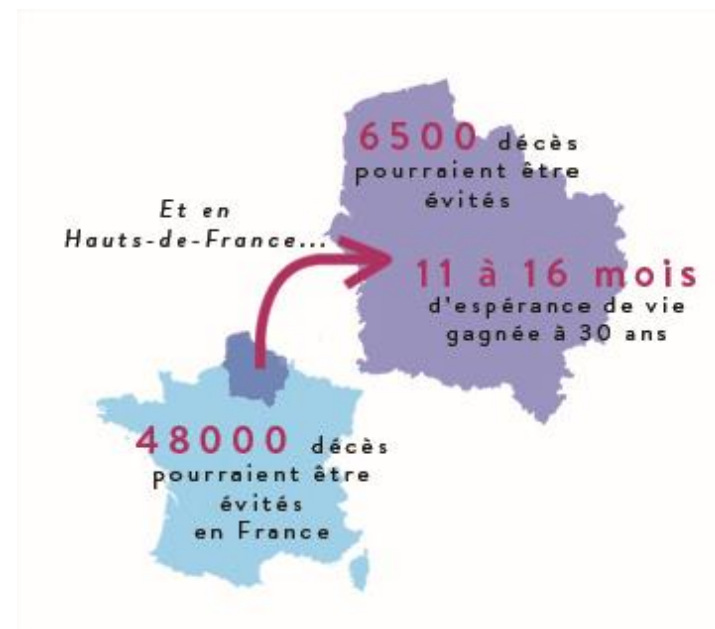 6500 décès
pourraient être
évités
Et en
Hauts-de-France...
11 à 16 mois
d'espérance de vie
gagnée à 30 ans
48000 décès
pourraient être
évités
en France